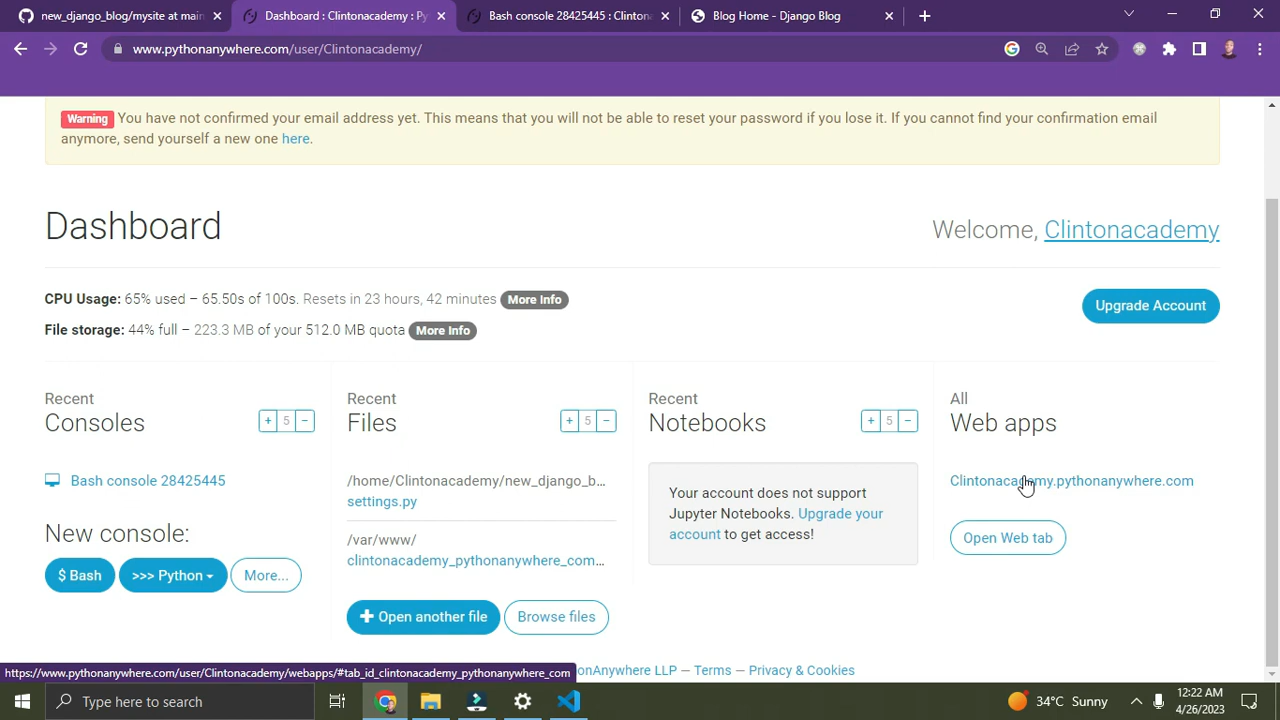 new_django_blog/mysite at main
Dashboard : Clintonacademy : Py
Bash console 28425445 : Clinton
Blog Home - Django Blog
www.pythonanywhere.com/user/Clintonacademy/
Warning You have not confirmed your email address yet. This means that you will not be able to reset your password if you lose it. If you cannot find your confirmation email
anymore, send yourself a new one here.
Dashboard
Welcome, Clintonacademy
CPU Usage: 65% used – 65.50s of 100s. Resets in 23 hours, 42 minutes More Info
File storage: 44% full – 223.3 MB of your 512.0 MB quota More Info
Upgrade Account
Recent
Consoles
+ 5 −
Bash console 28425445
New console:
$ Bash
>>> Python
More...
Recent
Files
+ 5 −
/home/Clintonacademy/new_django_b...
settings.py
/var/www/
clintonacademy_pythonanywhere_com...
+ Open another file
Browse files
Recent
Notebooks
+ 5 −
Your account does not support
Jupyter Notebooks. Upgrade your
account to get access!
All
Web apps
Clintonacademy.pythonanywhere.com
Open Web tab
https://www.pythonanywhere.com/user/Clintonacademy/webapps/#tab_id_clintonacademy_pythonanywhere_com
onAnywhere LLP — Terms — Privacy & Cookies
Type here to search
34°C Sunny
12:22 AM
4/26/2023